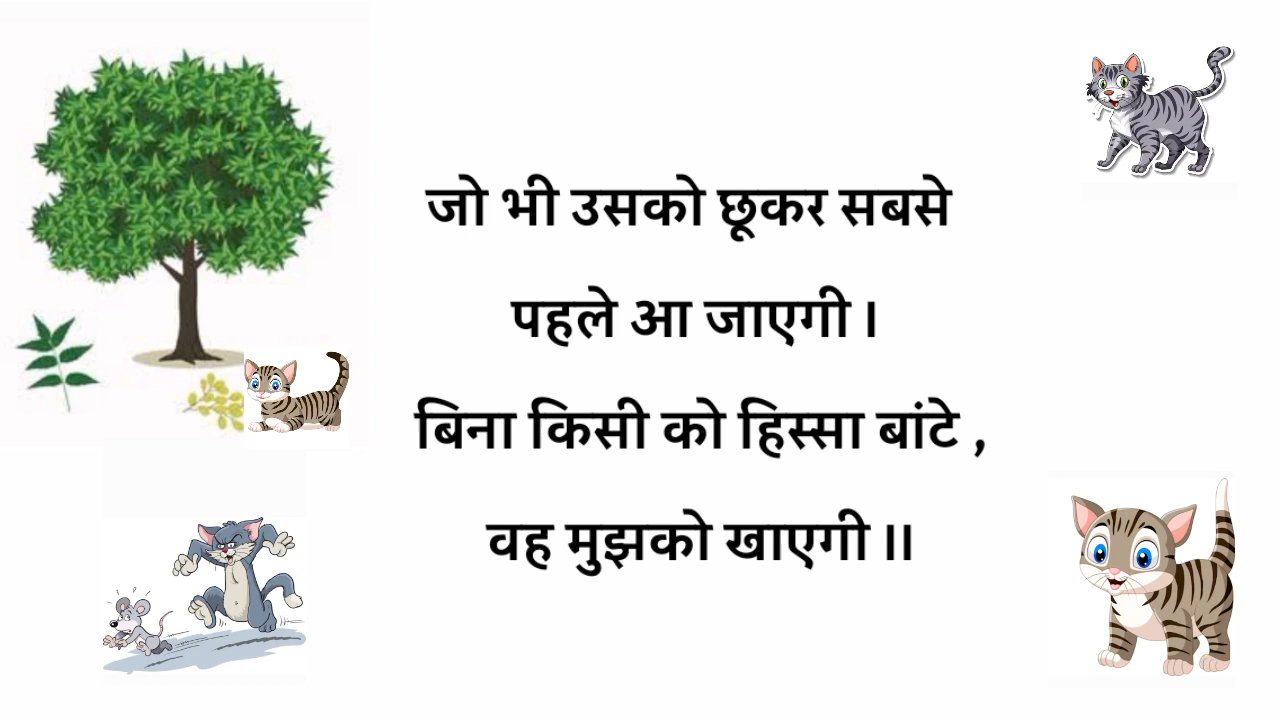 जो भी उसको छूकर सबसे
पहले आ जाएगी ।
बिना किसी को हिस्सा बांटे ,
वह मुझको खाएगी ।।